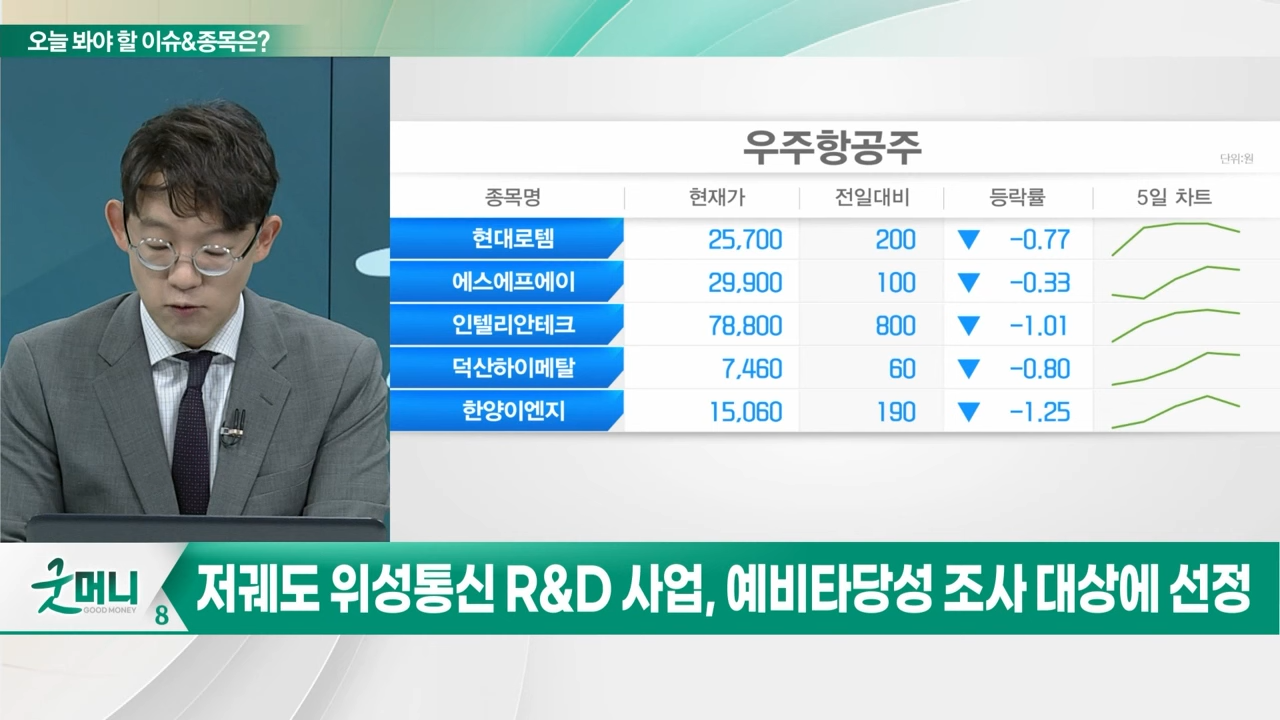 오늘 봐야 할 이슈&종목은?
우주항공주
단위:원
종목명 현재가 전일대비 등락률 5일 차트
현대로템 25,700 200 ▼ -0.77
에스에프에이 29,900 100 ▼ -0.33
인텔리안테크 78,800 800 ▼ -1.01
덕산하이메탈 7,460 60 ▼ -0.80
한양이엔지 15,060 190 ▼ -1.25
굿머니
GOOD MONEY
8
저궤도 위성통신 R&D 사업, 예비타당성 조사 대상에 선정